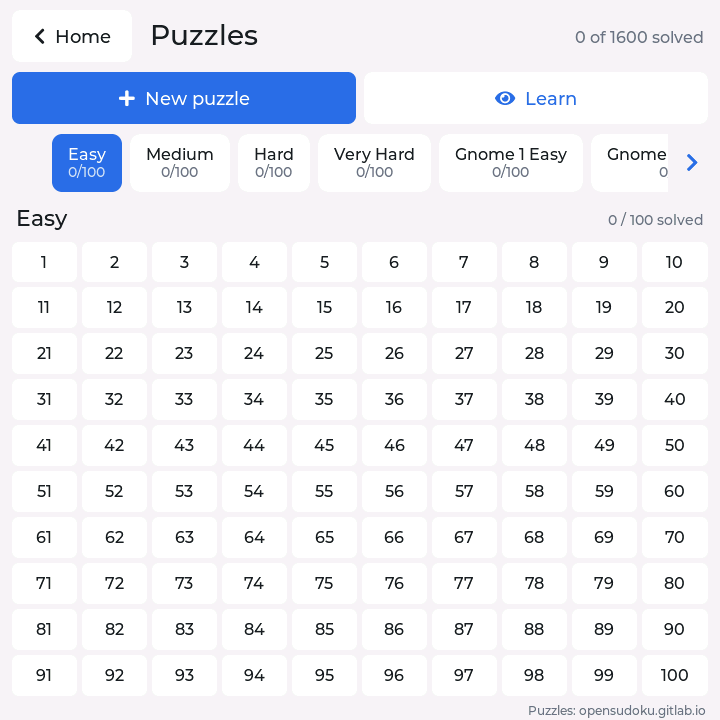 Home
Puzzles
0 of 1600 solved
New puzzle
Learn
Easy
0/100
Medium
0/100
Hard
0/100
Very Hard
0/100
Gnome 1 Easy
0/100
Gnome
0
Easy
0 / 100 solved
1 2 3 4 5 6 7 8 9 10
11 12 13 14 15 16 17 18 19 20
21 22 23 24 25 26 27 28 29 30
31 32 33 34 35 36 37 38 39 40
41 42 43 44 45 46 47 48 49 50
51 52 53 54 55 56 57 58 59 60
61 62 63 64 65 66 67 68 69 70
71 72 73 74 75 76 77 78 79 80
81 82 83 84 85 86 87 88 89 90
91 92 93 94 95 96 97 98 99 100
Puzzles: opensudoku.gitlab.io